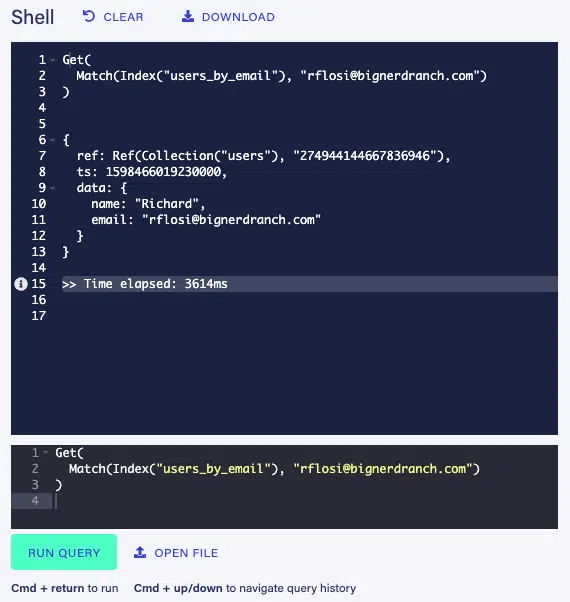 Shell CLEAR DOWNLOAD
1 Get(
2 Match(Index("users_by_email"), "rflosi@bignerdranch.com")
3 )
4
5
6 {
7 ref: Ref(Collection("users"), "274944144667836946"),
8 ts: 1598466019230000,
9 data: {
10 name: "Richard",
11 email: "rflosi@bignerdranch.com"
12 }
13 }
14
15 >> Time elapsed: 3614ms
16
17
1 Get(
2 Match(Index("users_by_email"), "rflosi@bignerdranch.com")
3 )
4
RUN QUERY OPEN FILE
Cmd + return to run Cmd + up/down to navigate query history